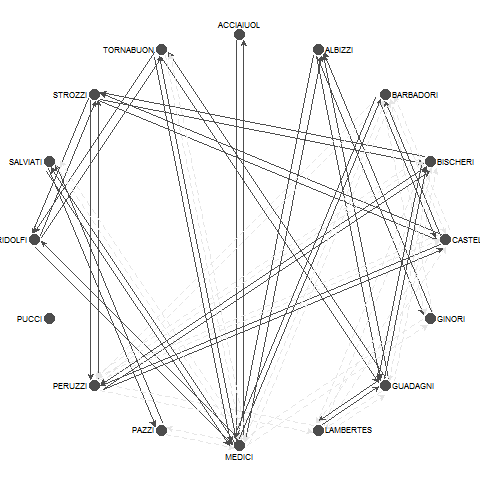 ACCIAIUOL
TORNABUON
ALBIZZI
STROZZI
BARBADORI
SALVIATI
BISCHERI
RIDOLFI
CASTEL
PUCCI
GINORI
PERUZZI
GUADAGNI
PAZZI
LAMBERTES
MEDICI